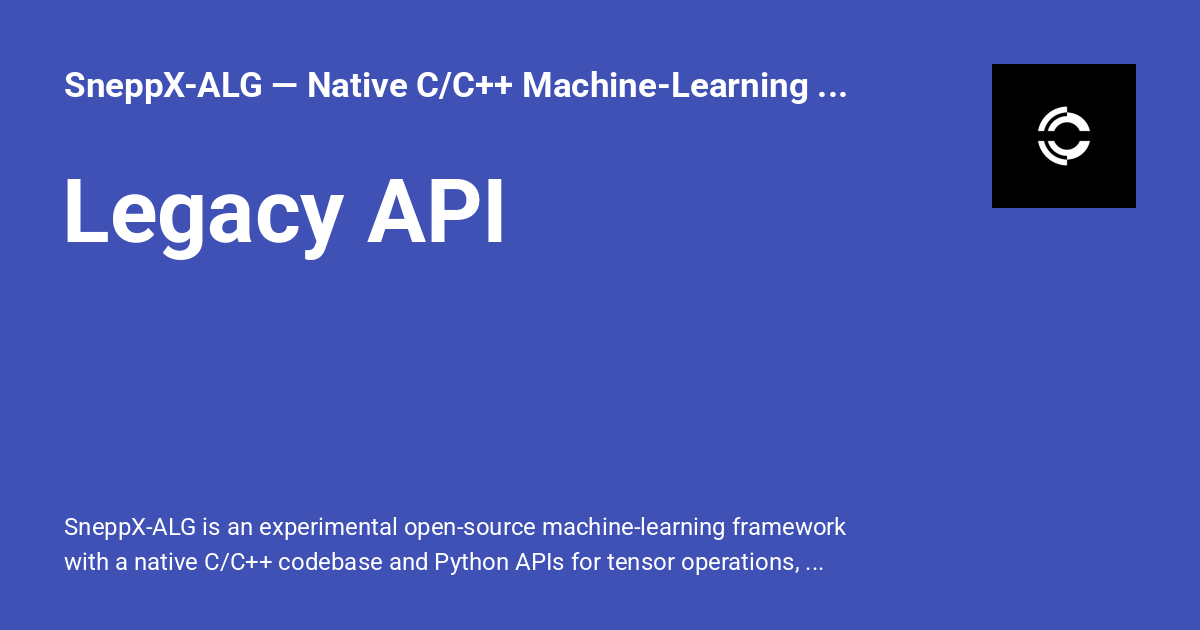 SneppX-ALG — Native C/C++ Machine-Learning ...
Legacy API
SneppX-ALG is an experimental open-source machine-learning framework
with a native C/C++ codebase and Python APIs for tensor operations, ...